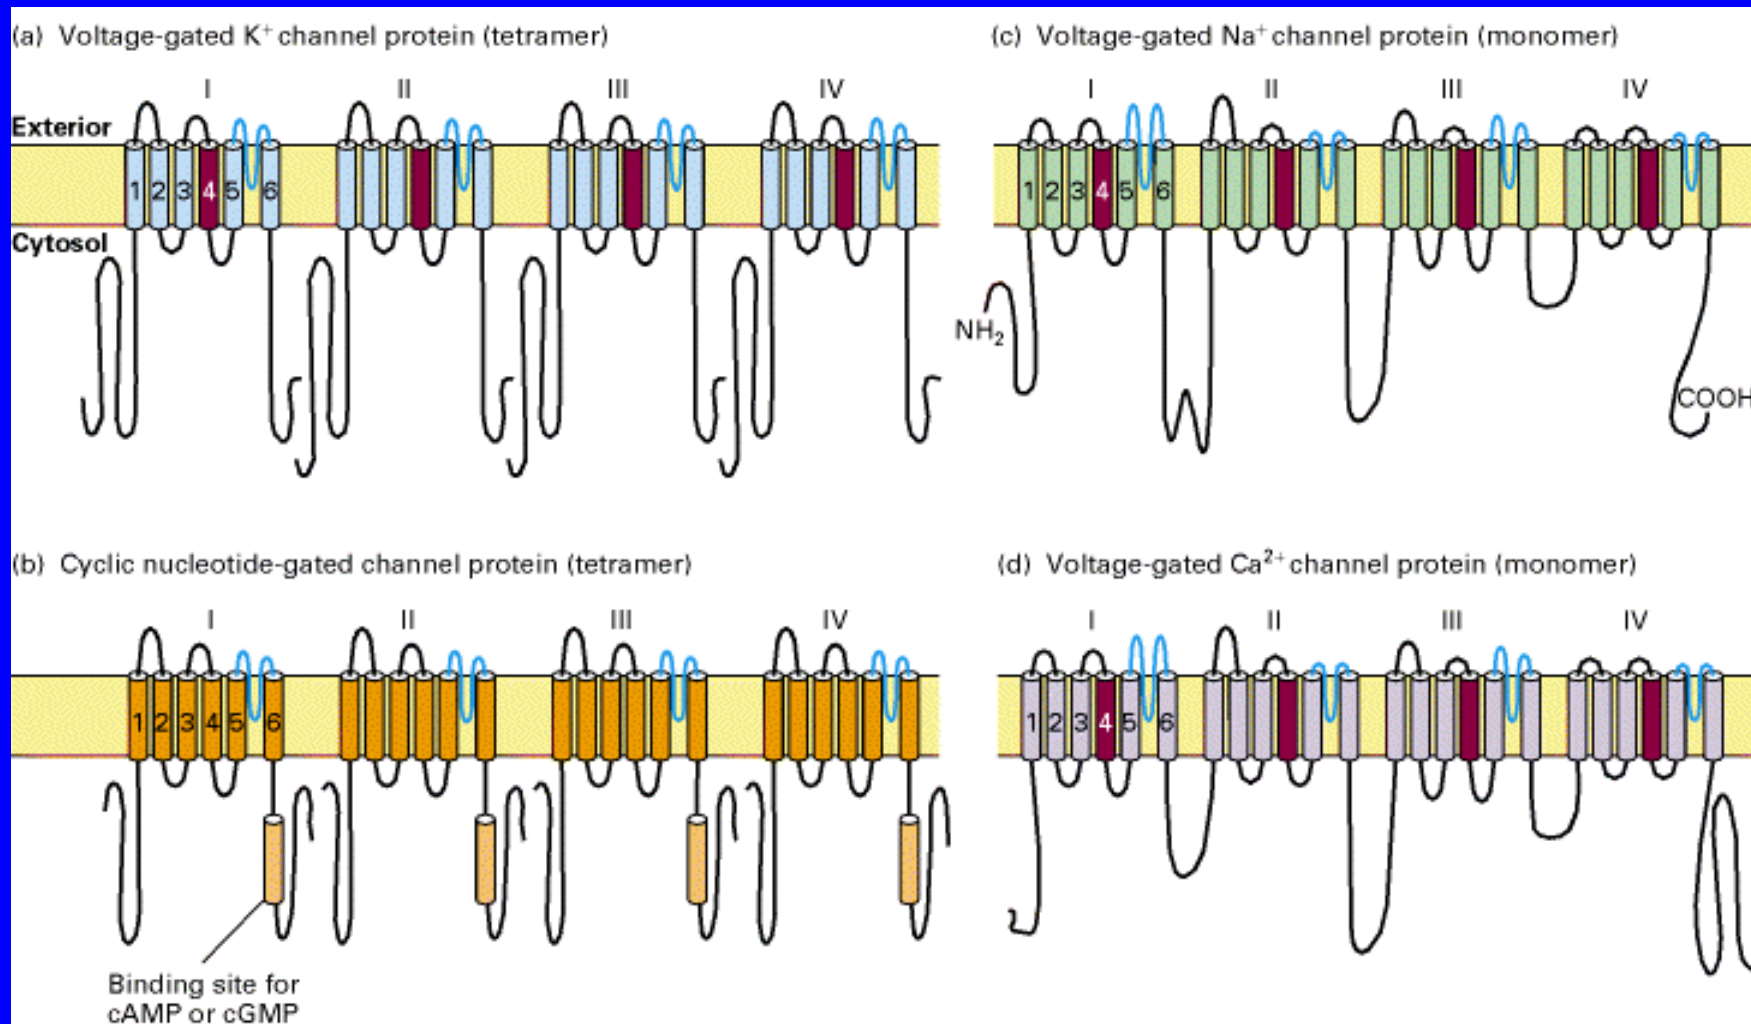 (a) Voltage-gated K⁺ channel protein (tetramer)
I II III IV
Exterior
1 2 3 4 5 6
Cytosol
(c) Voltage-gated Na⁺ channel protein (monomer)
I II III IV
1 2 3 4 5 6
NH₂
COOH
(b) Cyclic nucleotide-gated channel protein (tetramer)
I II III IV
1 2 3 4 5 6
Binding site for
cAMP or cGMP
(d) Voltage-gated Ca²⁺ channel protein (monomer)
I II III IV
1 2 3 4 5 6